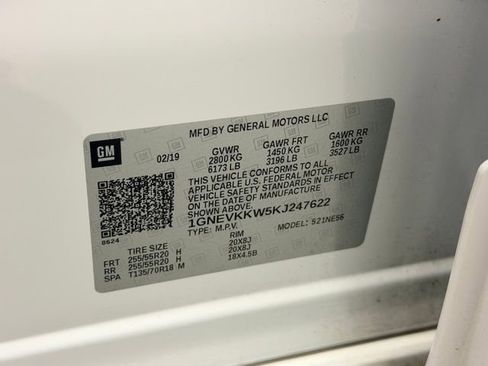 MFD BY GENERAL MOTORS LLC
GM
02/19
GVWR GAWR FRT GAWR RR
2800 KG 1450 KG 1600 KG
6173 LB 3196 LB 3527 LB
THIS VEHICLE CONFORMS TO ALL
APPLICABLE U.S. FEDERAL MOTOR
VEHICLE SAFETY STANDARDS IN EFFECT
ON THE DATE OF MANUFACTURE SHOWN ABOVE.
1GNEVKKW5KJ247622
TYPE: M.P.V. MODEL: 521NE56
8624
TIRE SIZE RIM
FRT 255/55R20 H 20X8J
RR 255/55R20 H 20X8J
SPA T135/70R18 M 18X4.5B